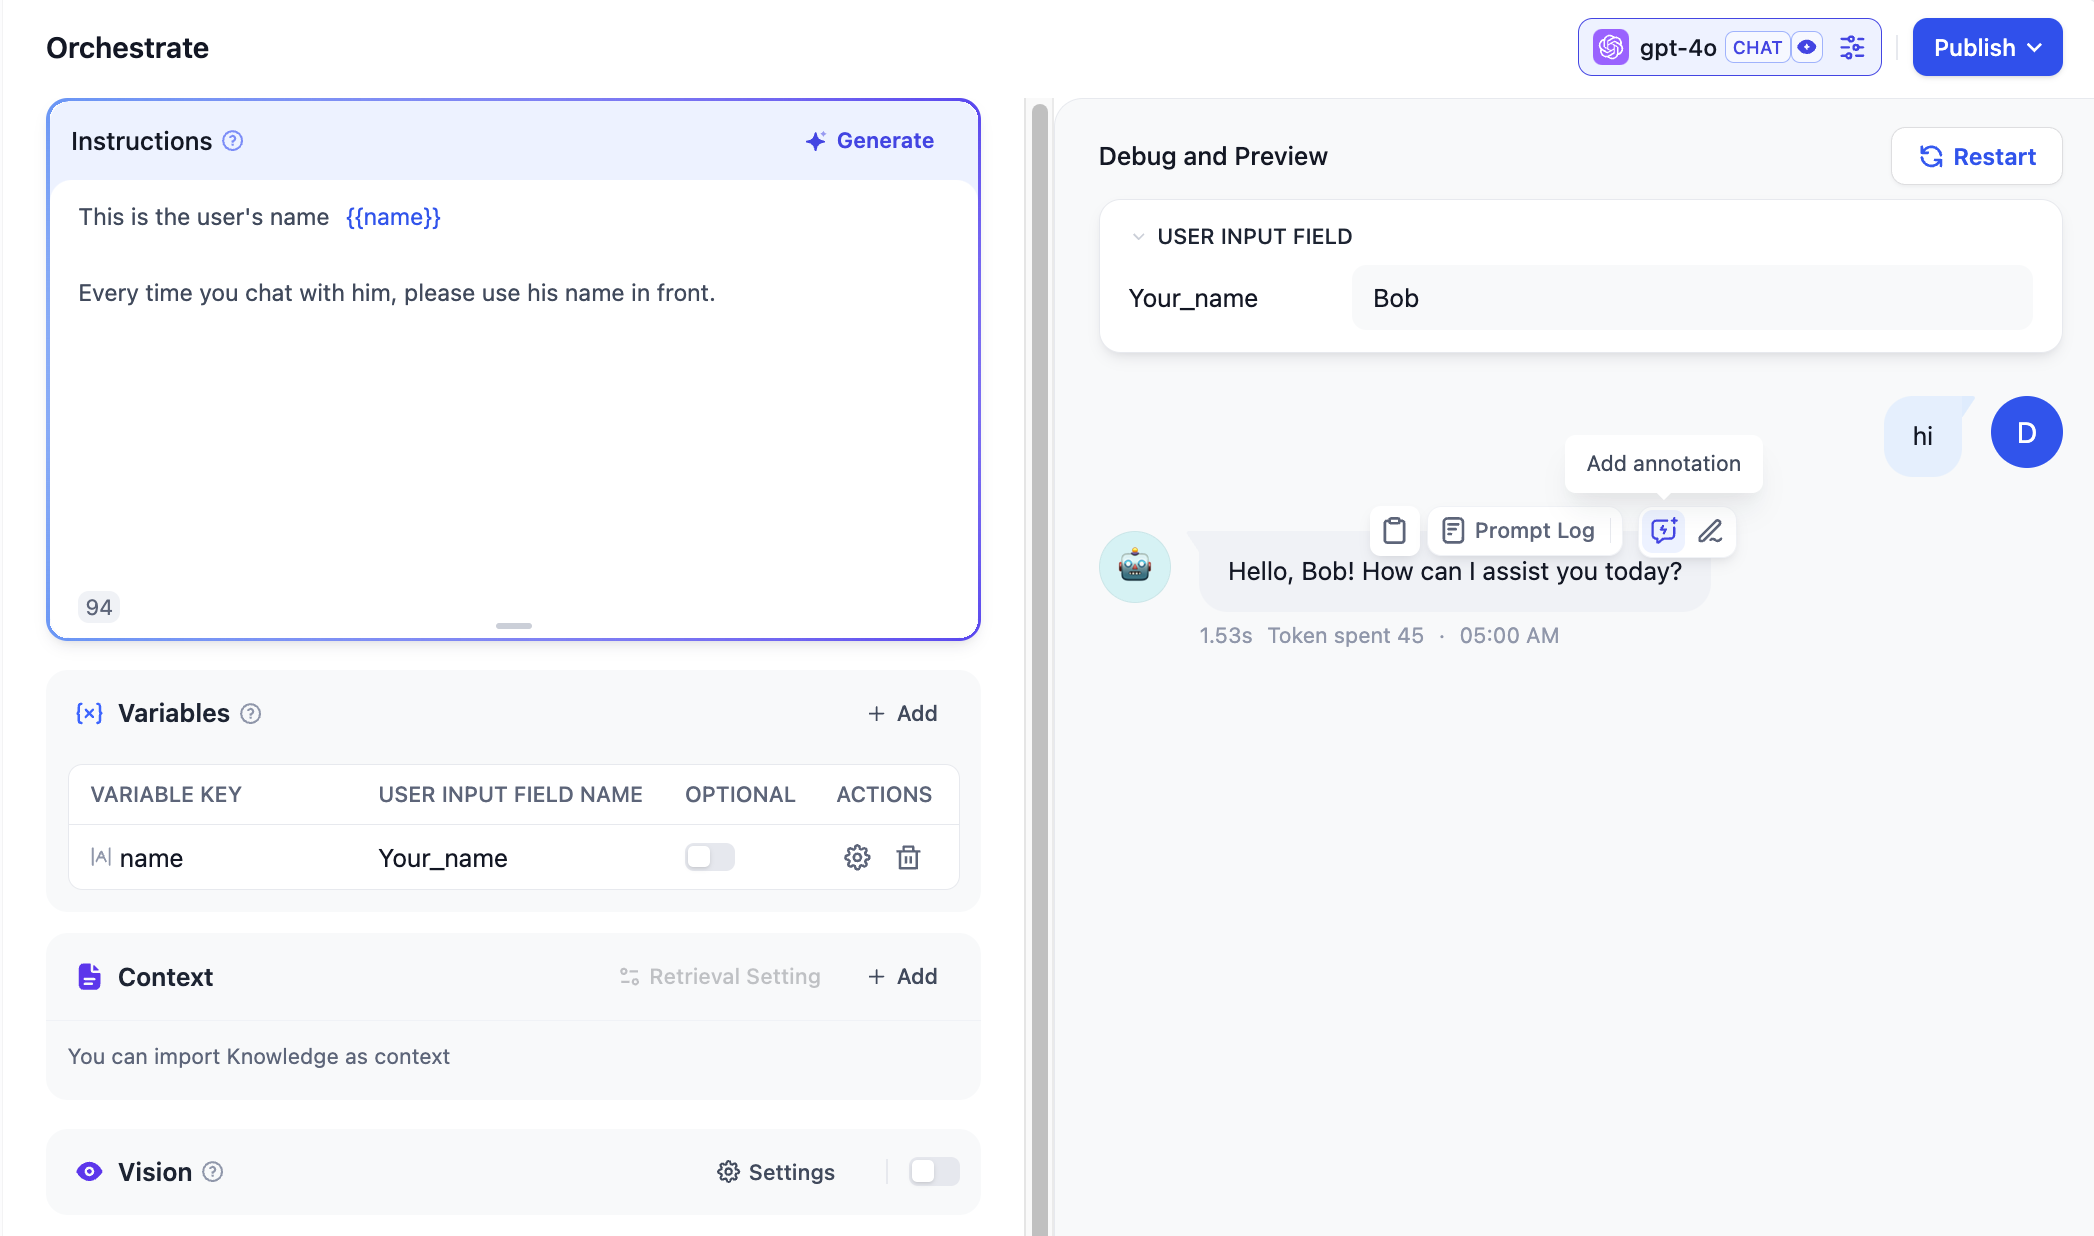 Orchestrate
gpt-4o CHAT
Publish
Instructions
Generate
This is the user's name {{name}}
Every time you chat with him, please use his name in front.
94
Variables
+ Add
VARIABLE KEY USER INPUT FIELD NAME OPTIONAL ACTIONS
name Your_name
Context
Retrieval Setting
+ Add
You can import Knowledge as context
Vision
Settings
Debug and Preview
Restart
USER INPUT FIELD
Your_name Bob
hi
D
Add annotation
Prompt Log
Hello, Bob! How can I assist you today?
1.53s Token spent 45 · 05:00 AM